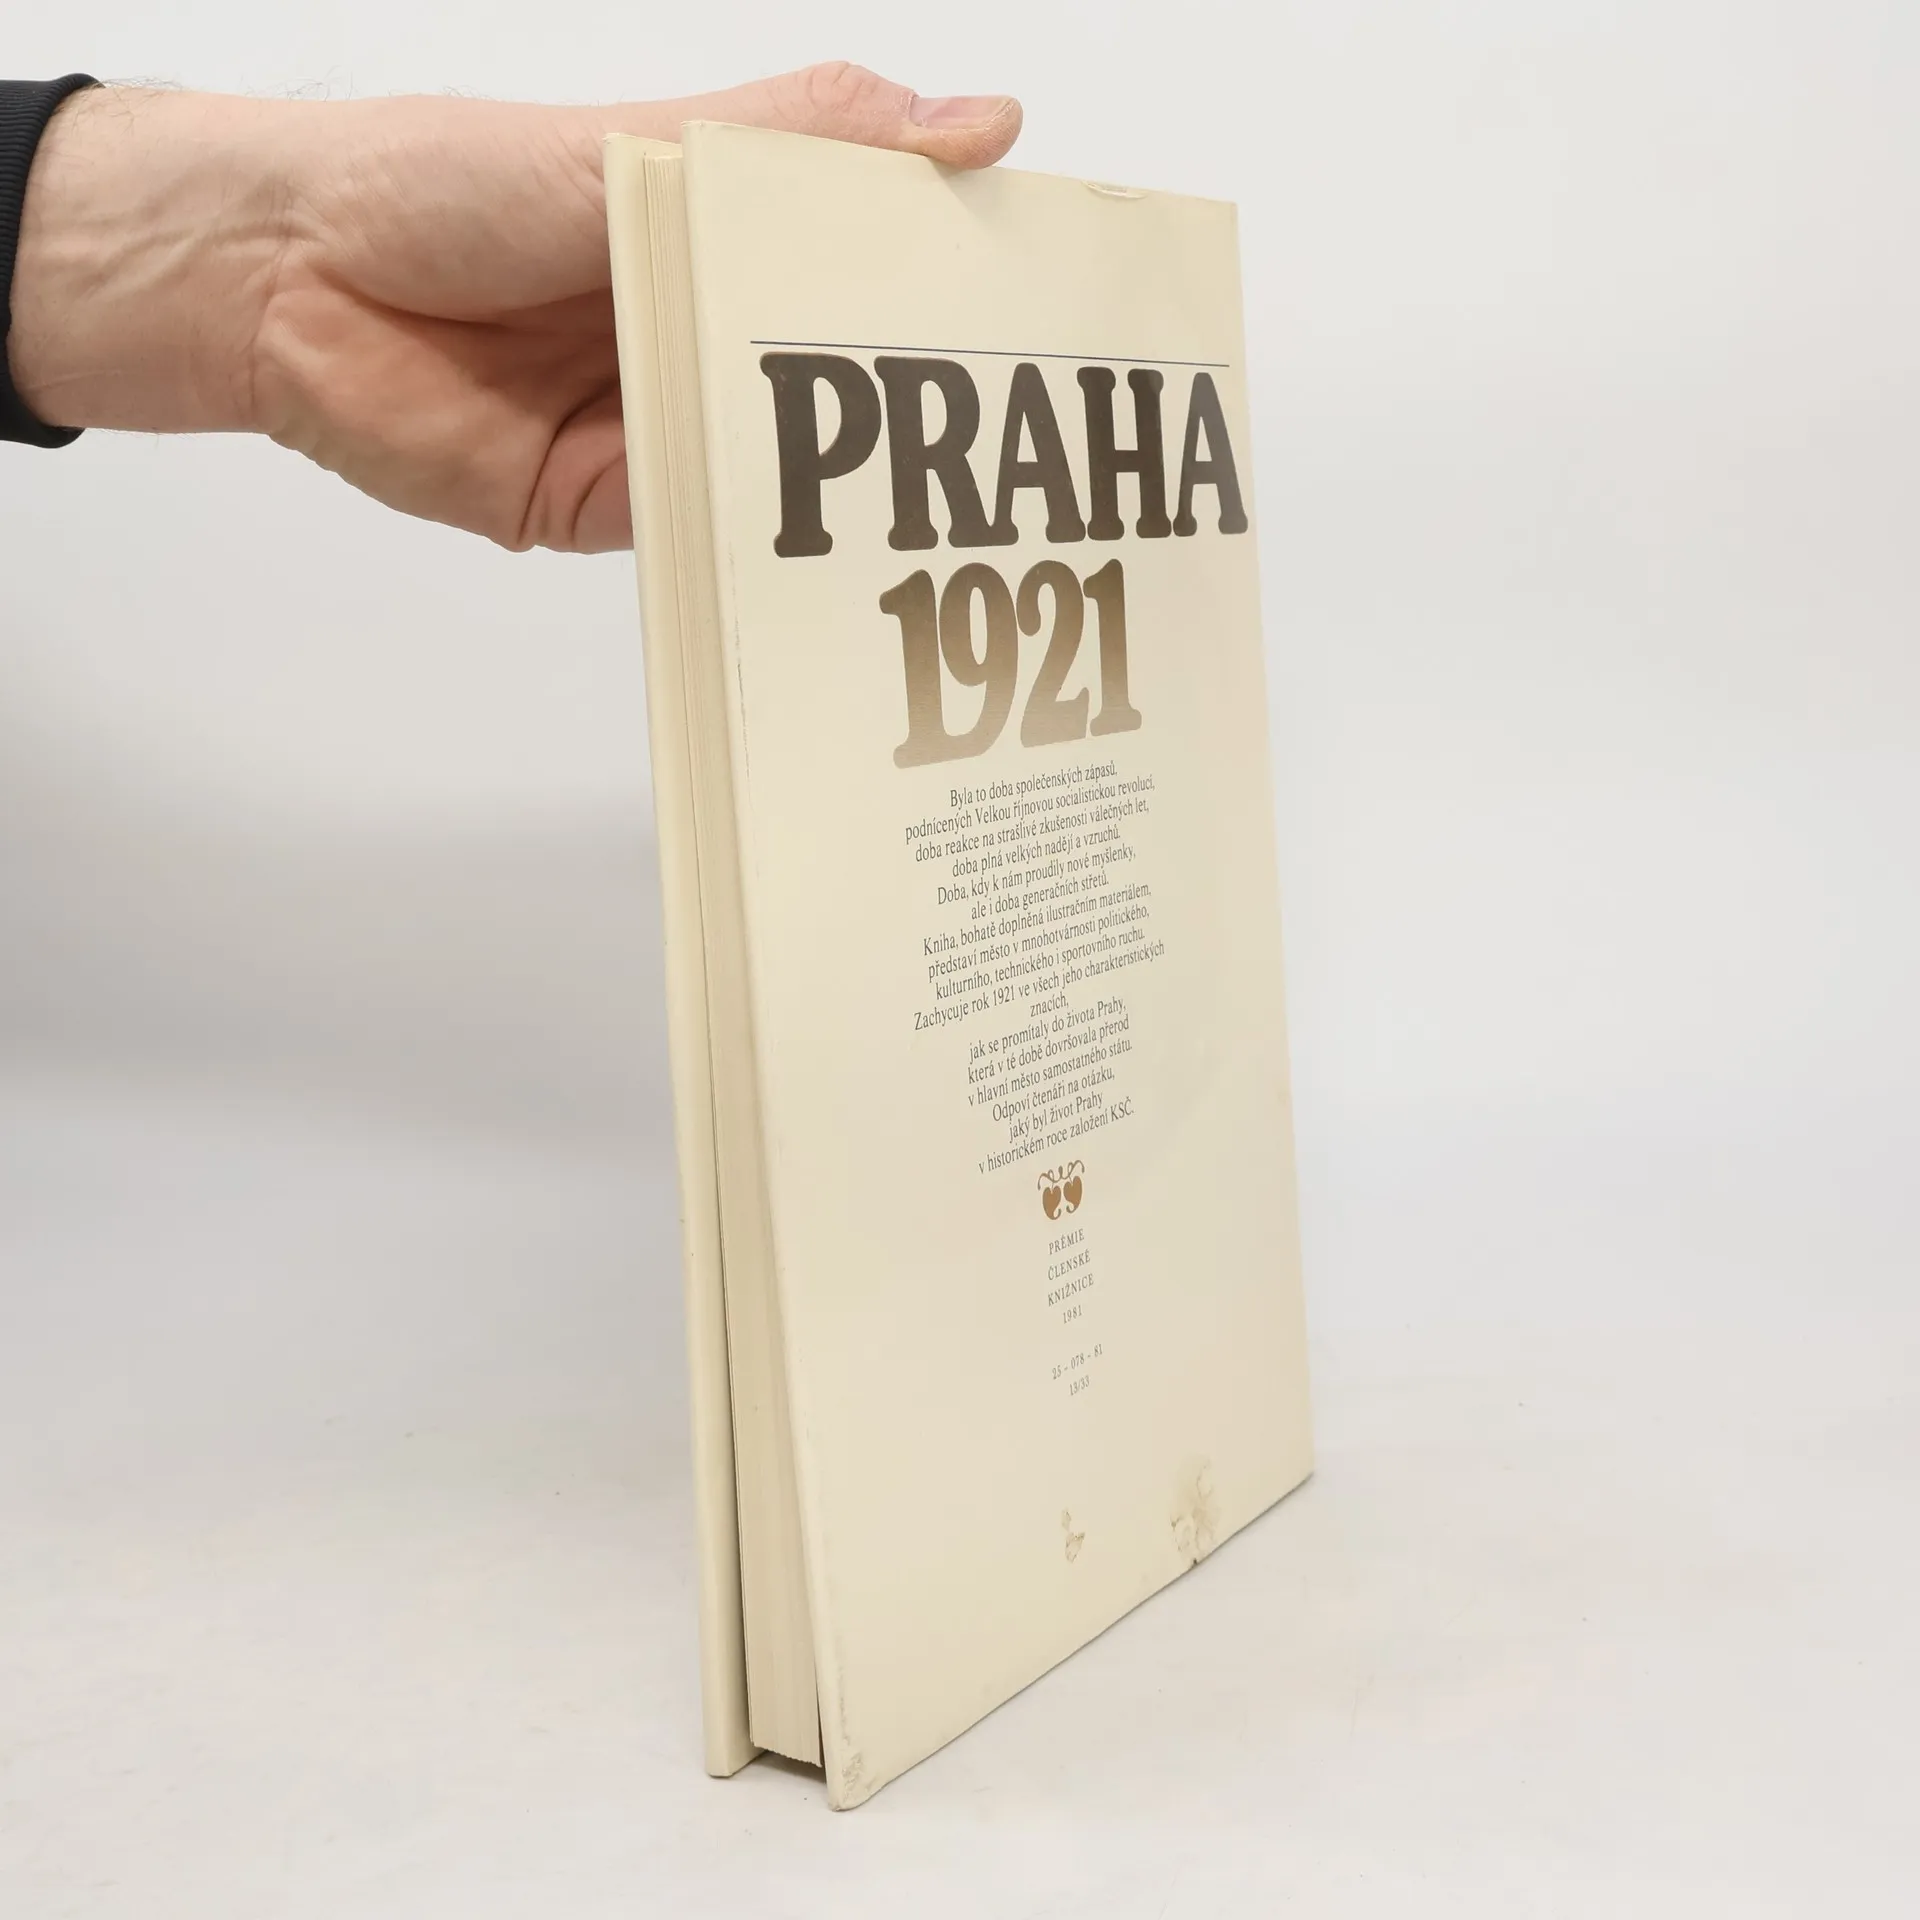 PRAHA
1921
Byla to doba společenských zápasů,
podnícených Velkou říjnovou socialistickou revolucí,
doba reakce na strašlivé zkušenosti válečných let,
doba plná velkých nadějí a vzruchů.
Doba, kdy k nám proudily nové myšlenky,
ale i doba generačních střetů.
Kniha, bohatě doplněná ilustračním materiálem,
představí město v mnohotvárnosti politického,
kulturního, technického i sportovního ruchu.
Zachycuje rok 1921 ve všech jeho charakteristických
znacích,
jak se promítaly do života Prahy,
která v té době dovršovala přerod
v hlavní město samostatného státu.
Odpoví čtenáři na otázku,
jaký byl život Prahy
v historickém roce založení KSČ.
PRÉMIE
ČLENSKÉ
KNIŽNICE
1981
25 – 078 – 81
13/33